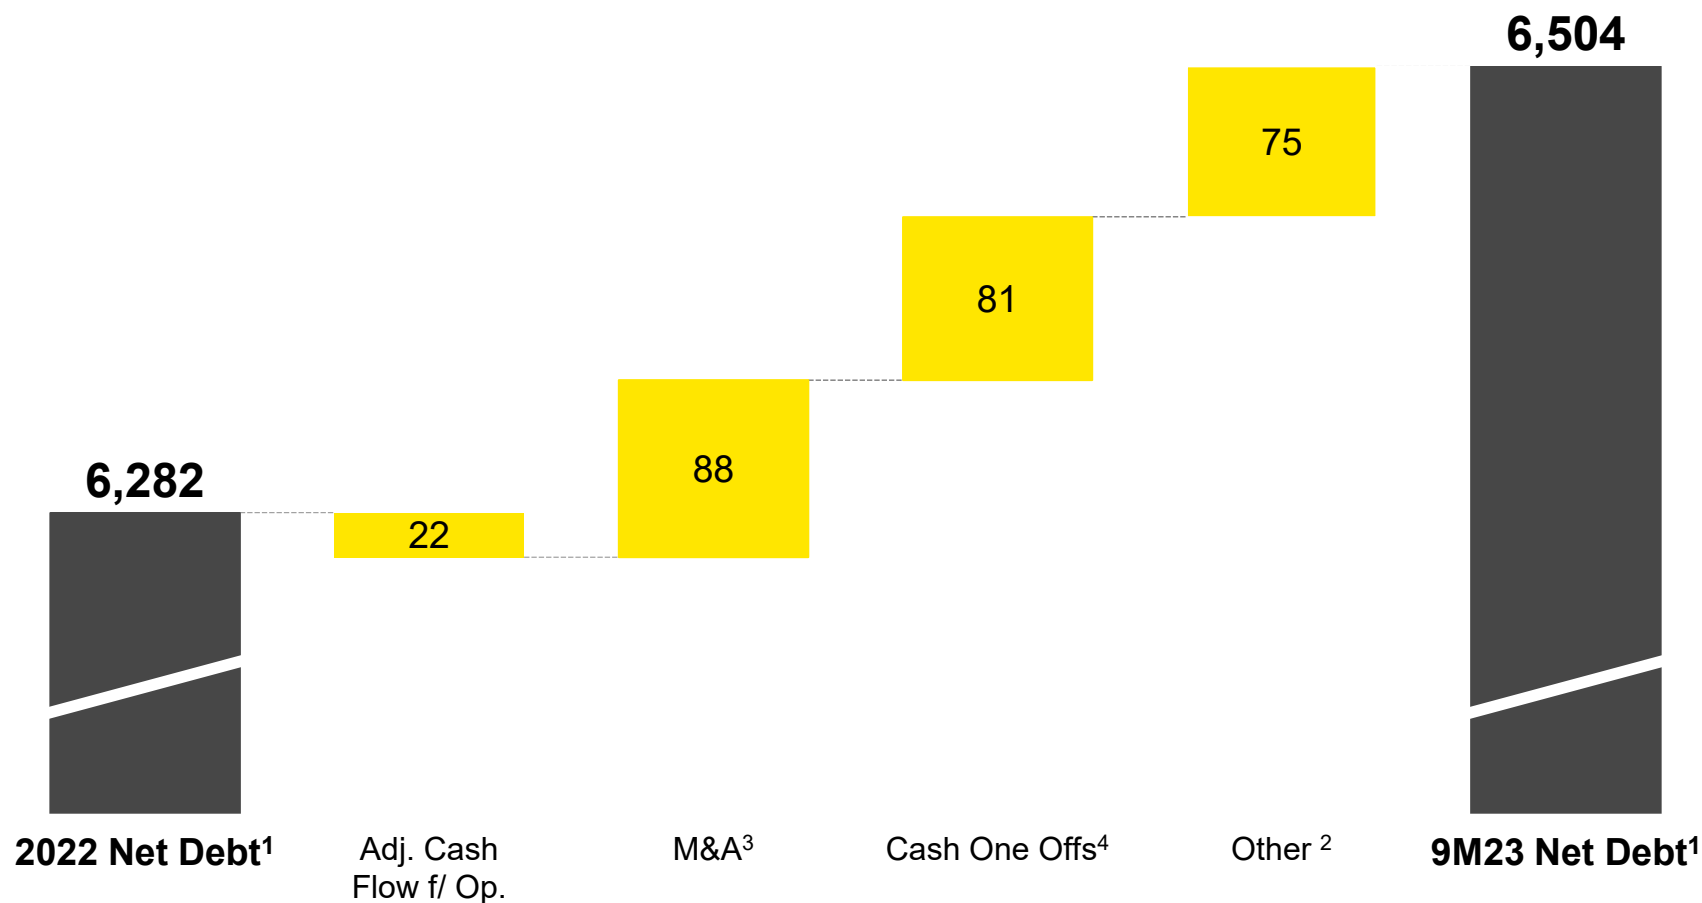 6,504
75
81
88
6,282
22
2022 Net Debt¹
Adj. Cash
Flow f/ Op.
M&A³
Cash One Offs⁴
Other ²
9M23 Net Debt¹